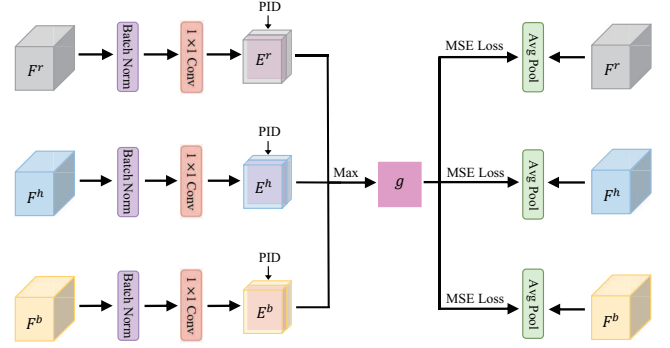 PID
F^r
Batch Norm
1×1 Conv
E^r
MSE Loss
Avg Pool
F^r
PID
F^h
Batch Norm
1×1 Conv
E^h
Max
g
MSE Loss
Avg Pool
F^h
PID
F^b
Batch Norm
1×1 Conv
E^b
MSE Loss
Avg Pool
F^b